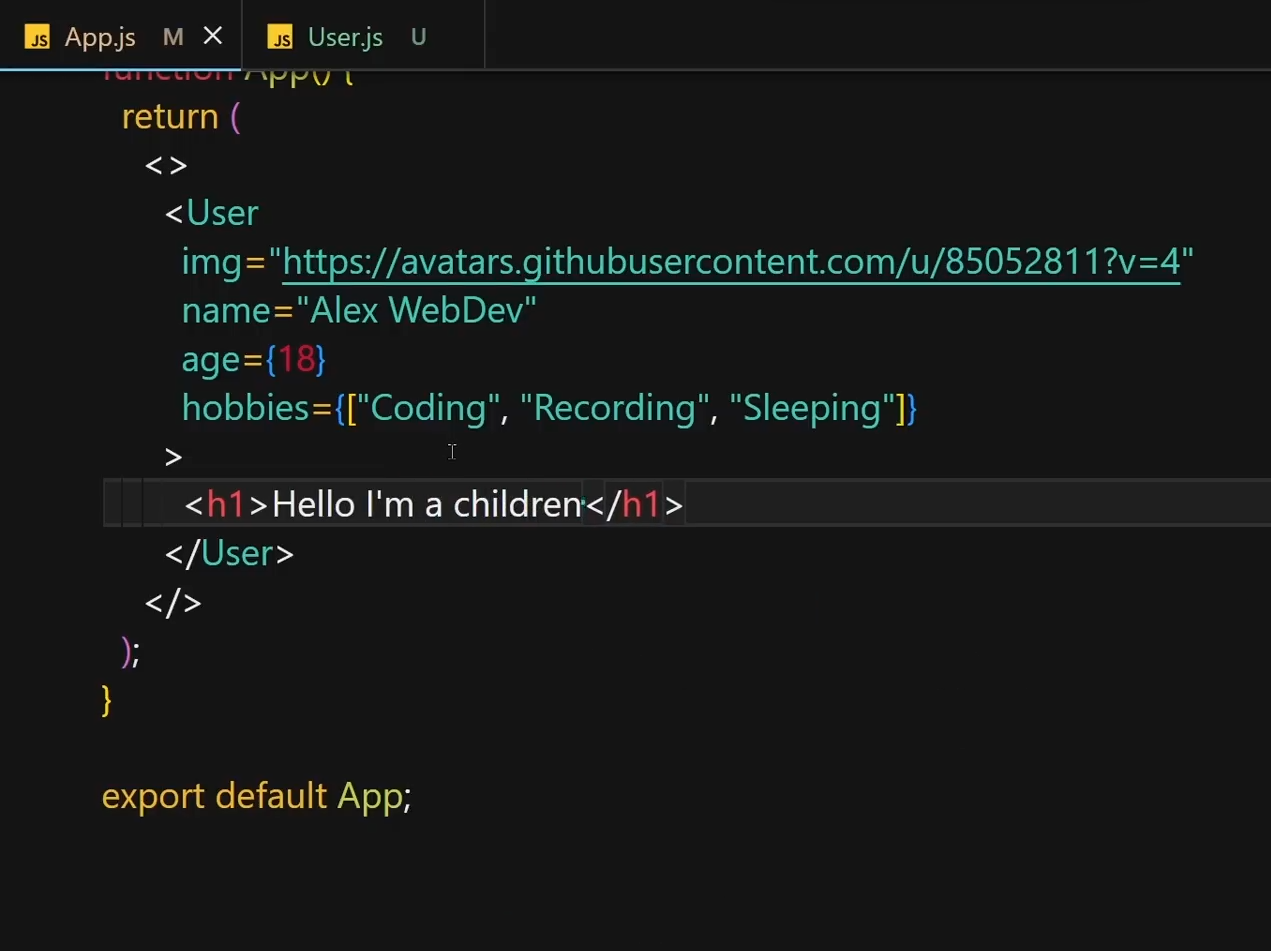 JS App.js M
JS User.js U
function App() {
return (
<>
<User
img="https://avatars.githubusercontent.com/u/85052811?v=4"
name="Alex WebDev"
age={18}
hobbies={["Coding", "Recording", "Sleeping"]}
>
<h1>Hello I'm a children</h1>
</User>
</>
);
}
export default App;